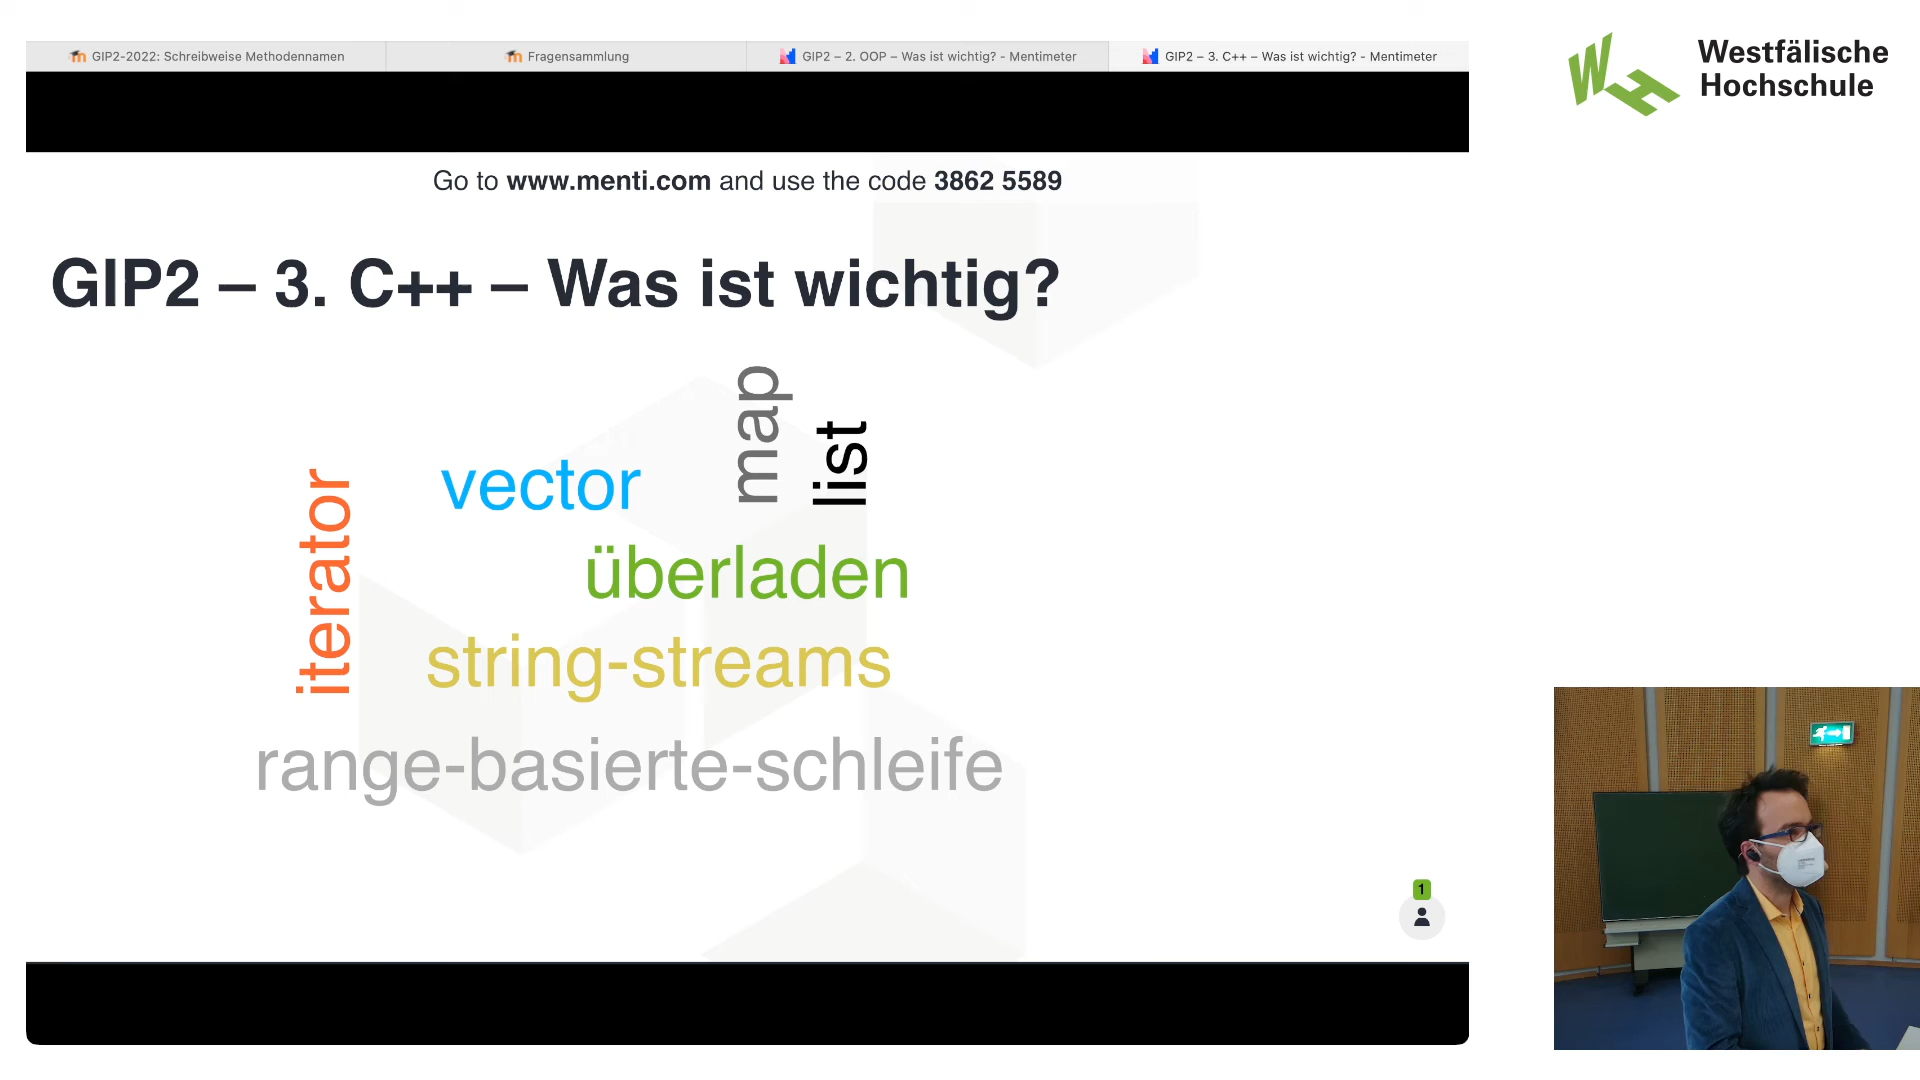 GIP2-2022: Schreibweise Methodennamen
Fragensammlung
GIP2 – 2. OOP – Was ist wichtig? - Mentimeter
GIP2 – 3. C++ – Was ist wichtig? - Mentimeter
Westfälische
Hochschule
Go to www.menti.com and use the code 3862 5589
GIP2 – 3. C++ – Was ist wichtig?
map
list
vector
iterator
überladen
string-streams
range-basierte-schleife
1